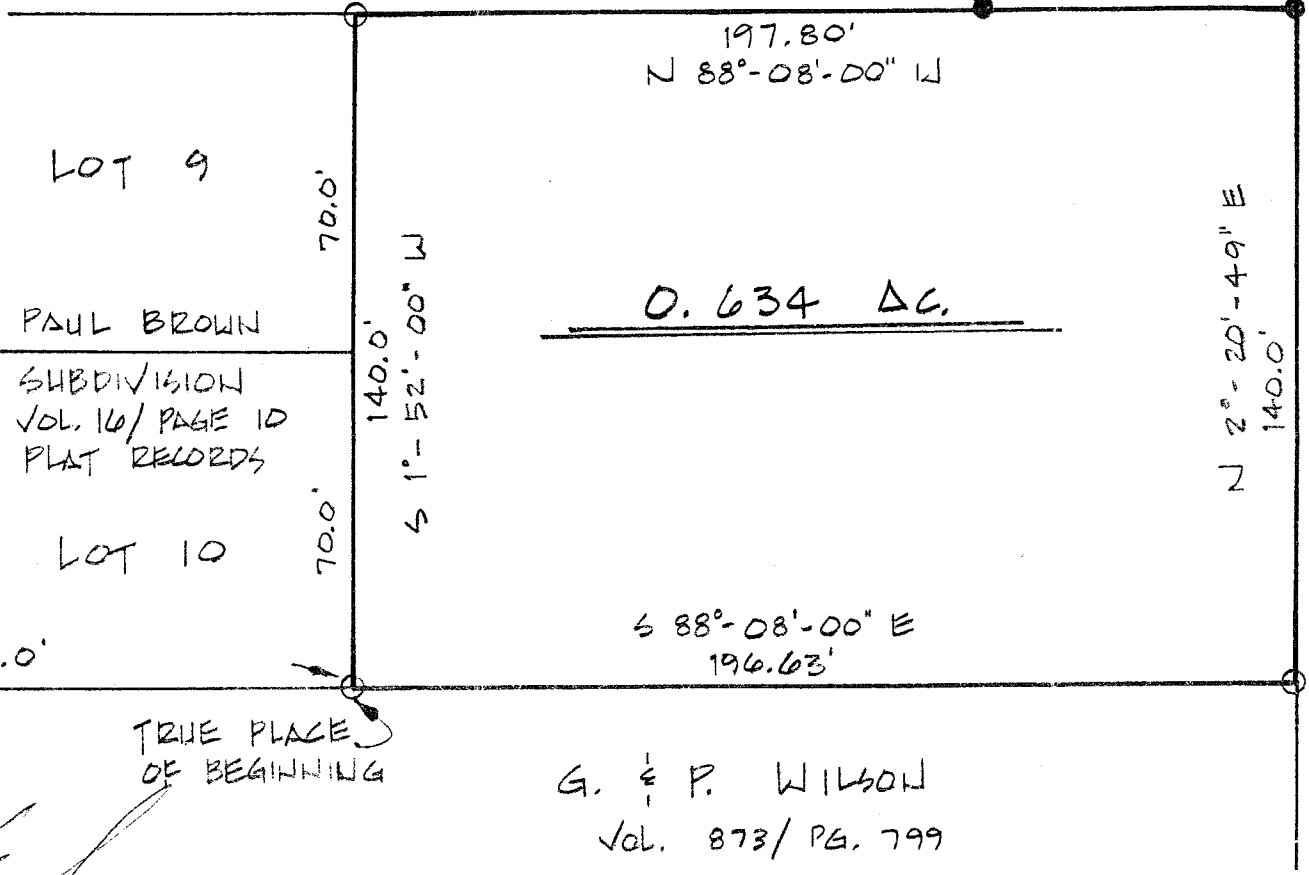 197.80'
N 88°-08'-00" W
LOT 9
70.0'
PAUL BROWN
SUBDIVISION
VOL. 16/ PAGE 10
PLAT RECORDS
LOT 10
70.0'
140.0'
S 1°-52'-00" W
0.634 AC.
N 2°-20'-49" E
140.0'
S 88°-08'-00" E
196.63'
.0'
TRUE PLACE
OF BEGINNING
G. & P. WILSON
VOL. 873/ PG. 799